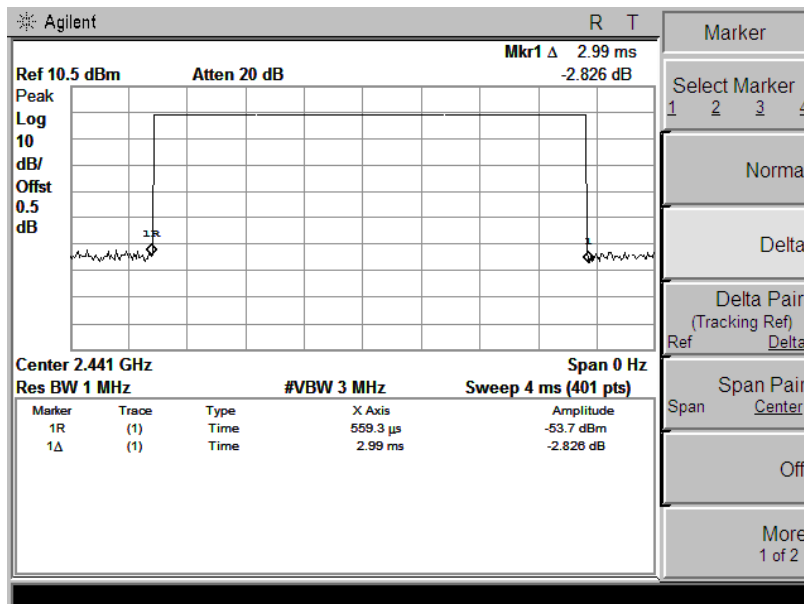 Agilent R T
Mkr1 Δ 2.99 ms
Ref 10.5 dBm Atten 20 dB -2.826 dB
Peak
Log
10
dB/
Offst
0.5
dB
1R
1
Center 2.441 GHz Span 0 Hz
Res BW 1 MHz #VBW 3 MHz Sweep 4 ms (401 pts)
Marker Trace Type X Axis Amplitude
1R (1) Time 559.3 µs -53.7 dBm
1Δ (1) Time 2.99 ms -2.826 dB
Marker
Select Marker
1 2 3 4
Norma
Delta
Delta Pair
(Tracking Ref)
Ref Delta
Span Pair
Span Center
Off
More
1 of 2